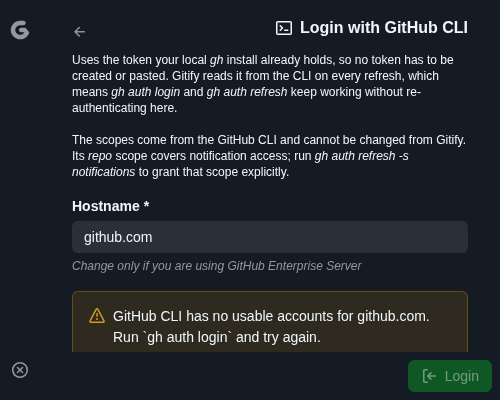 Login with GitHub CLI
Uses the token your local gh install already holds, so no token has to be
created or pasted. Gitify reads it from the CLI on every refresh, which
means gh auth login and gh auth refresh keep working without re-
authenticating here.
The scopes come from the GitHub CLI and cannot be changed from Gitify.
Its repo scope covers notification access; run gh auth refresh -s
notifications to grant that scope explicitly.
Hostname *
github.com
Change only if you are using GitHub Enterprise Server
GitHub CLI has no usable accounts for github.com.
Run `gh auth login` and try again.
Login